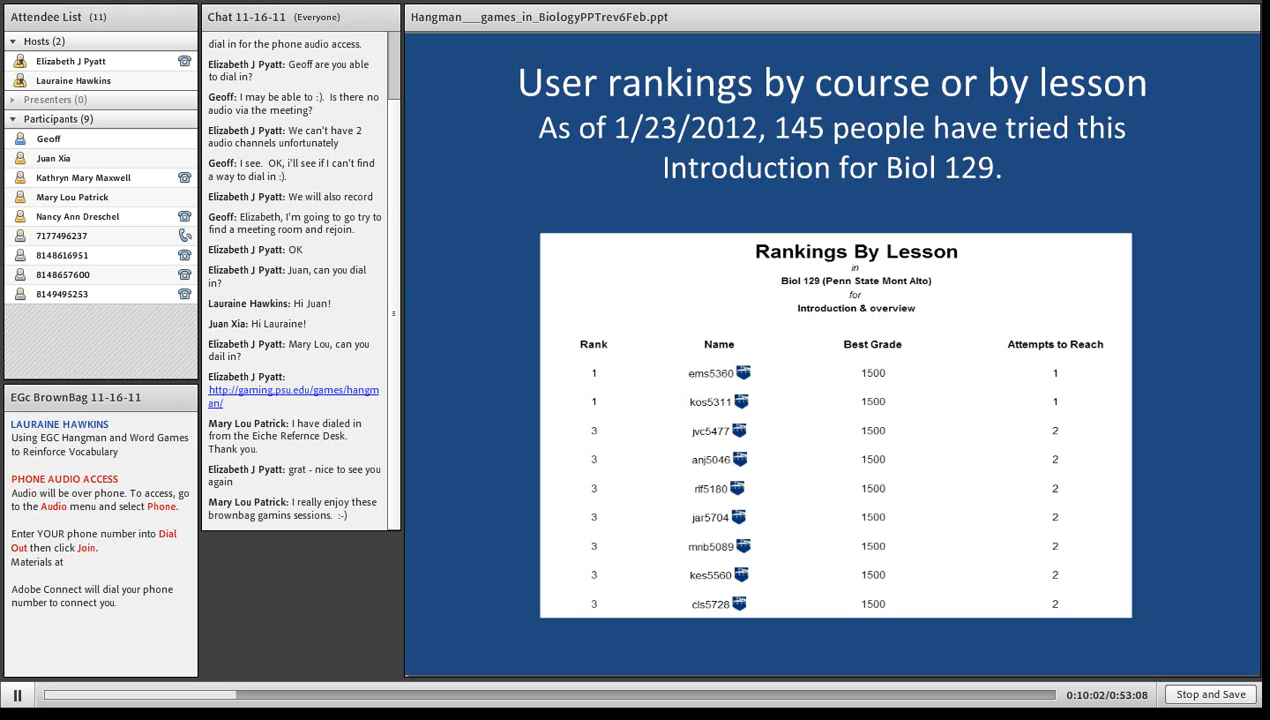 Attendee List (11)
Hosts (2)
Elizabeth J Pyatt
Lauraine Hawkins
Presenters (0)
Participants (9)
Geoff
Juan Xia
Kathryn Mary Maxwell
Mary Lou Patrick
Nancy Ann Dreschel
7177496237
8148616951
8148657600
8149495253
EGc BrownBag 11-16-11
LAURAINE HAWKINS
Using EGC Hangman and Word Games
to Reinforce Vocabulary
PHONE AUDIO ACCESS
Audio will be over phone. To access, go
to the Audio menu and select Phone.
Enter YOUR phone number into Dial
Out then click Join.
Materials at
Adobe Connect will dial your phone
number to connect you.
Chat 11-16-11 (Everyone)
dial in for the phone audio access.
Elizabeth J Pyatt: Geoff are you able
to dial in?
Geoff: I may be able to :). Is there no
audio via the meeting?
Elizabeth J Pyatt: We can't have 2
audio channels unfortunately
Geoff: I see. OK, i'll see if I can't find
a way to dial in :).
Elizabeth J Pyatt: We will also record
Geoff: Elizabeth, I'm going to go try to
find a meeting room and rejoin.
Elizabeth J Pyatt: OK
Elizabeth J Pyatt: Juan, can you dial
in?
Lauraine Hawkins: Hi Juan!
Juan Xia: Hi Lauraine!
Elizabeth J Pyatt: Mary Lou, can you
dail in?
Elizabeth J Pyatt:
http://gaming.psu.edu/games/hangm
an/
Mary Lou Patrick: I have dialed in
from the Eiche Refernce Desk.
Thank you.
Elizabeth J Pyatt: grat - nice to see you
again
Mary Lou Patrick: I really enjoy these
brownbag gamins sessions. :-)
Hangman___games_in_BiologyPPTrev6Feb.ppt
User rankings by course or by lesson
As of 1/23/2012, 145 people have tried this
Introduction for Biol 129.
Rankings By Lesson
in
Biol 129 (Penn State Mont Alto)
for
Introduction & overview
Rank Name Best Grade Attempts to Reach
1 ems5360 1500 1
1 kos5311 1500 1
3 jvc5477 1500 2
3 anj5046 1500 2
3 rlf5180 1500 2
3 jar5704 1500 2
3 mnb5089 1500 2
3 kes5560 1500 2
3 cls5728 1500 2
0:10:02/0:53:08
Stop and Save